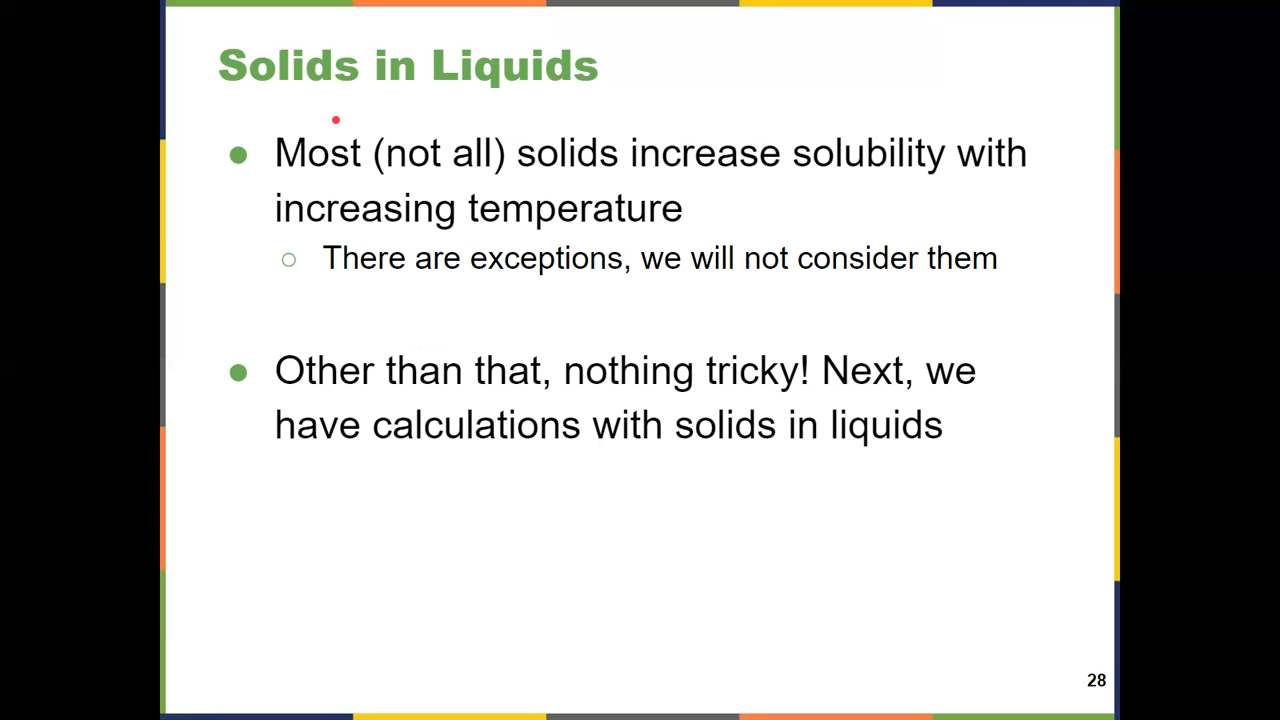 Solids in Liquids
● Most (not all) solids increase solubility with
increasing temperature
○ There are exceptions, we will not consider them
● Other than that, nothing tricky! Next, we
have calculations with solids in liquids
28